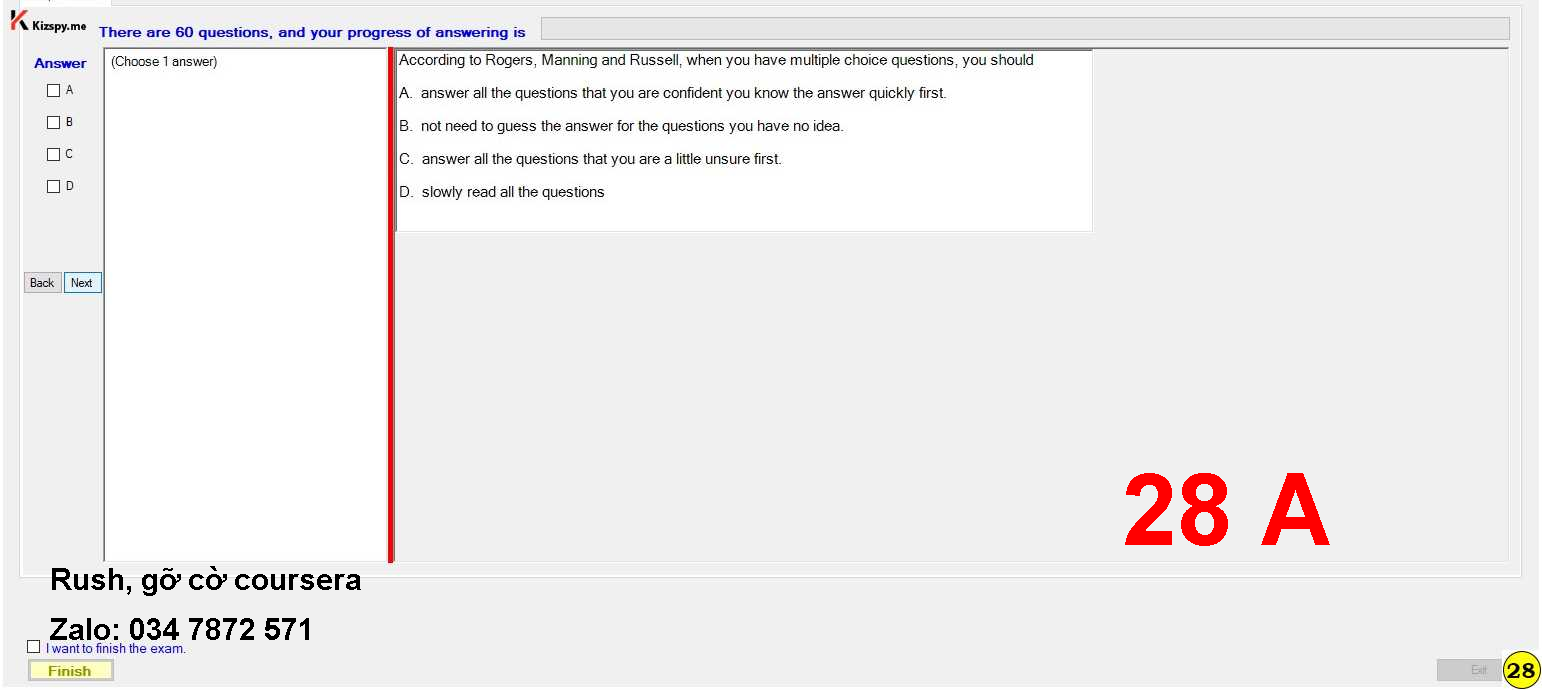 Kizspy.me
There are 60 questions, and your progress of answering is
Answer
A
B
C
D
Back
Next
(Choose 1 answer)
According to Rogers, Manning and Russell, when you have multiple choice questions, you should
A. answer all the questions that you are confident you know the answer quickly first.
B. not need to guess the answer for the questions you have no idea.
C. answer all the questions that you are a little unsure first.
D. slowly read all the questions
28 A
Rush, gỡ cờ coursera
Zalo: 034 7872 571
I want to finish the exam.
Finish
Exit
28